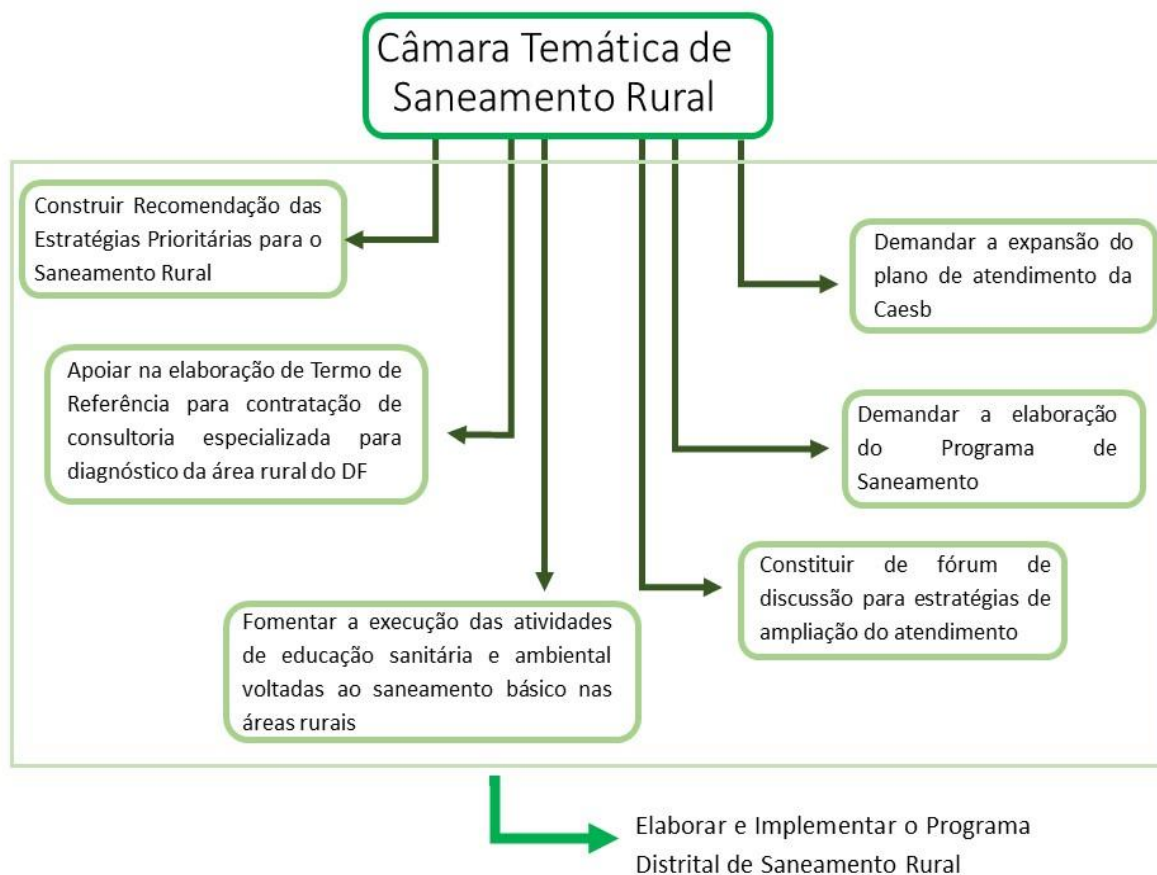 Câmara Temática de
Saneamento Rural
Construir Recomendação das
Estratégias Prioritárias para o
Saneamento Rural
Demandar a expansão do
plano de atendimento da
Caesb
Apoiar na elaboração de Termo de
Referência para contratação de
consultoria especializada para
diagnóstico da área rural do DF
Demandar a elaboração
do Programa de
Saneamento
Constituir de fórum de
discussão para estratégias de
ampliação do atendimento
Fomentar a execução das atividades
de educação sanitária e ambiental
voltadas ao saneamento básico nas
áreas rurais
Elaborar e Implementar o Programa
Distrital de Saneamento Rural